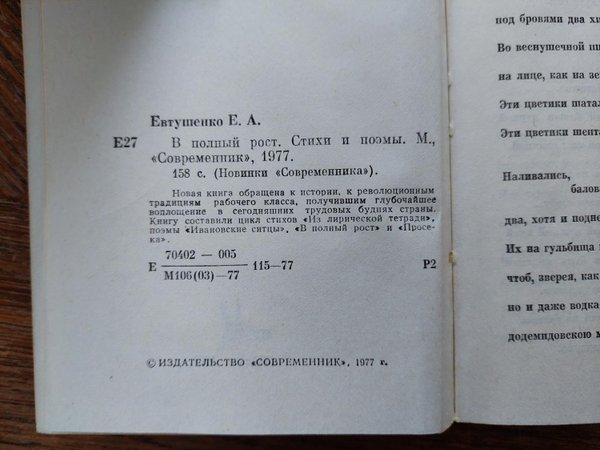 Евтушенко Е. А.
Е27 В полный рост. Стихи и поэмы. М.,
«Современник», 1977.
158 с. (Новинки «Современника»).
Новая книга обращена к истории, к революционным
традициям рабочего класса, получившим глубочайшее
воплощение в сегодняшних трудовых буднях страны.
Книгу составили цикл стихов «Из лирической тетради»,
поэмы «Ивановские ситцы», «В полный рост» и «Просе-
ка».
70402 — 005
Е 115—77 Р2
М106(03)—77
© ИЗДАТЕЛЬСТВО «СОВРЕМЕННИК», 1977 г.
под бровями два
Во веснушечной
на лице, как на
Эти цветики
Эти цветики
Наливались,
два, хотя и
Их на гульбища
чтоб, зверея, как
но и даже водка
додемидовскою